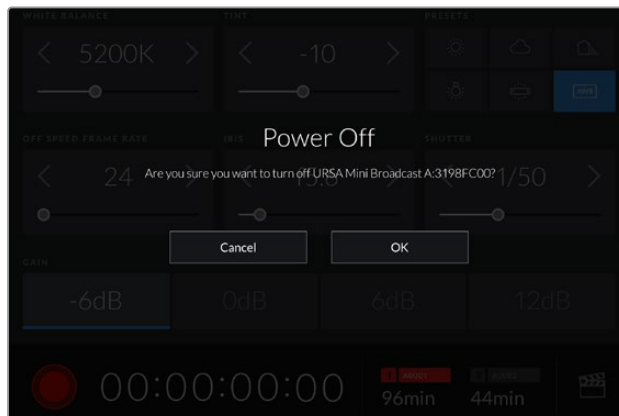 WHITE BALANCE TINT PRESETS
5200K -10
AWB
OFF SPEED FRAME RATE IRIS SHUTTER
Power Off
24 1/50
Are you sure you want to turn off URSA Mini Broadcast A:3198FC00?
Cancel OK
GAIN
-6dB 0dB 6dB 12dB
00:00:00:00
1
96min 44min